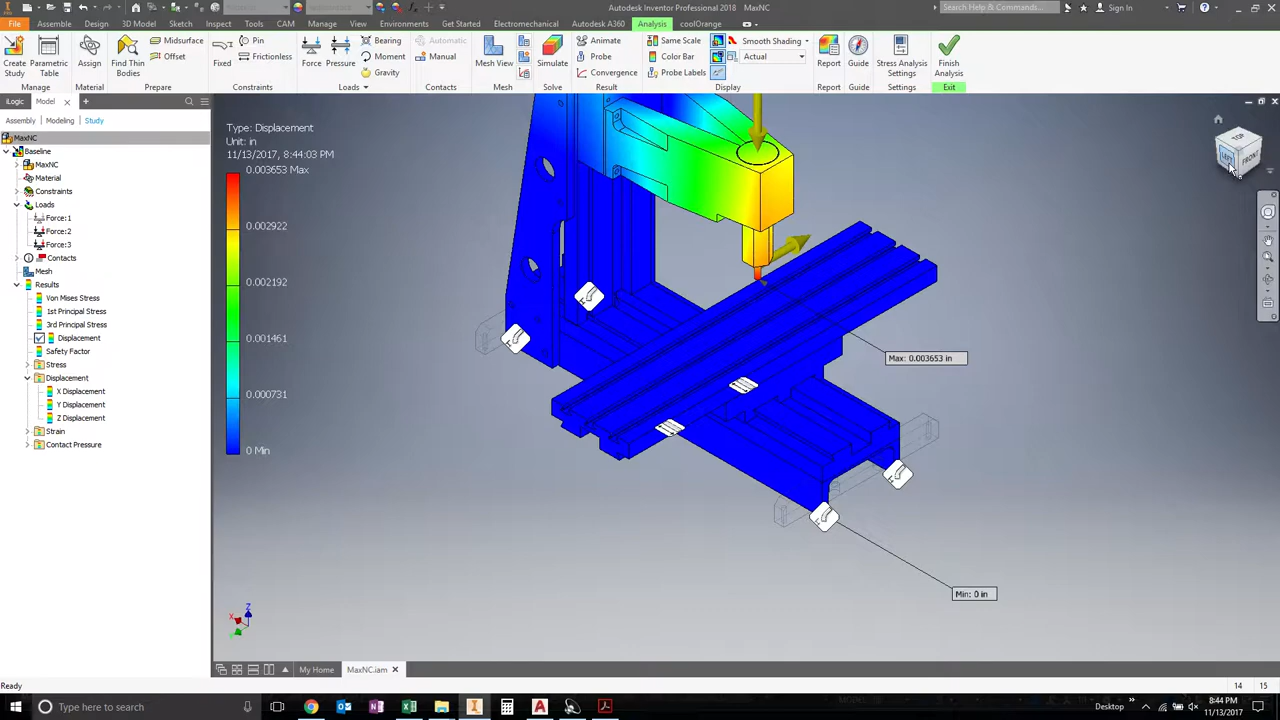 Autodesk Inventor Professional 2018 MaxNC
Search Help & Commands...
Sign In
File
Assembly
Design
3D Model
Sketch
Inspect
Tools
CAM
Manage
View
Environments
Get Started
Electromechanical
Autodesk A360
Analysis
coolOrange
Create Study
Parametric Table
Manage
Assign
Material
Find Thin Bodies
Midsurface
Offset
Prepare
Fixed
Pin
Frictionless
Constraints
Force
Pressure
Bearing
Moment
Gravity
Loads
Automatic
Manual
Contacts
Mesh View
Mesh
Simulate
Solve
Animate
Probe
Convergence
Result
Same Scale
Color Bar
Probe Labels
Smooth Shading
Actual
Display
Report
Report
Guide
Guide
Stress Analysis Settings
Settings
Finish Analysis
Exit
iLogic
Model
Assembly
Modeling
Study
MaxNC
Baseline
MaxNC
Material
Constraints
Loads
Force:1
Force:2
Force:3
Contacts
Mesh
Results
Von Mises Stress
1st Principal Stress
3rd Principal Stress
Displacement
Safety Factor
Stress
Displacement
X Displacement
Y Displacement
Z Displacement
Strain
Contact Pressure
Type: Displacement
Unit: in
11/13/2017, 8:44:03 PM
0.003653 Max
0.002922
0.002192
0.001461
0.000731
0 Min
Max: 0.003653 in
Min: 0 in
TOP
LEFT
FRONT
Z
X
My Home
MaxNC.iam
Ready
14
15
Type here to search
Desktop
8:44 PM
11/13/2017